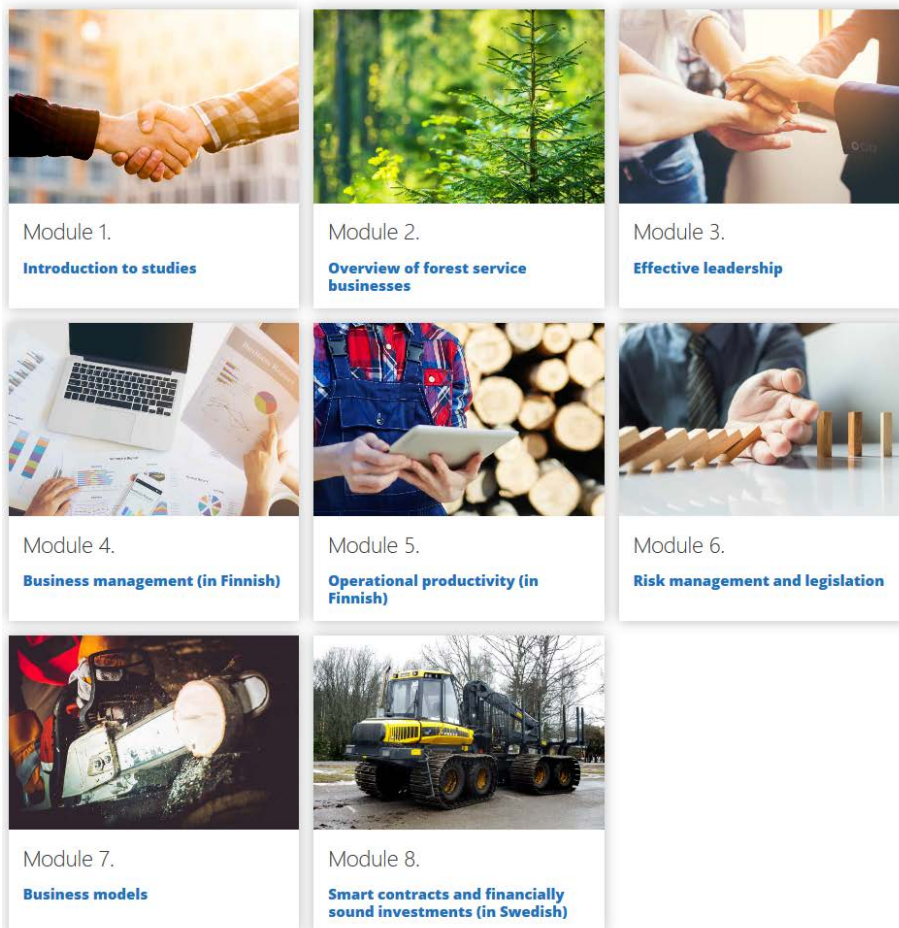 Module 1.
Introduction to studies
Module 2.
Overview of forest service
businesses
Module 3.
Effective leadership
Business Report
Module 4.
Business management (in Finnish)
Module 5.
Operational productivity (in
Finnish)
Module 6.
Risk management and legislation
Module 7.
Business models
Module 8.
Smart contracts and financially
sound investments (in Swedish)